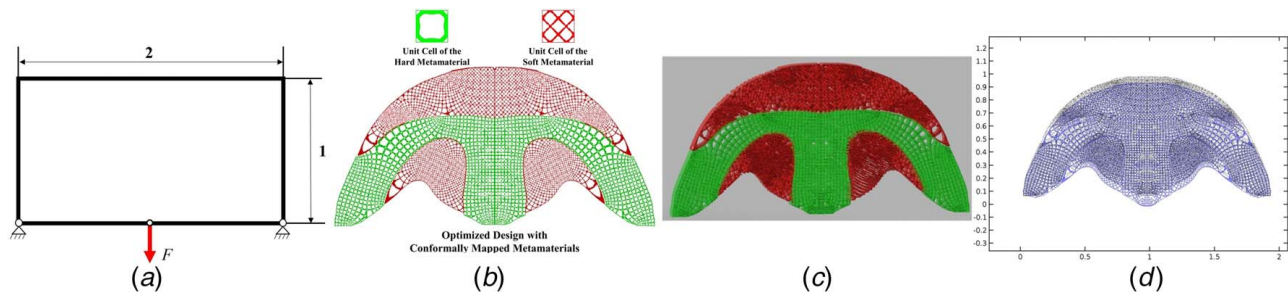 2
1
F
(a)
Unit Cell of the
Hard Metamaterial
Unit Cell of the
Soft Metamaterial
Optimized Design with
Conformally Mapped Metamaterials
(b)
(c)
1.2
1.1
1
0.9
0.8
0.7
0.6
0.5
0.4
0.3
0.2
0.1
0
-0.1
-0.2
-0.3
0
0.5
1
1.5
2
(d)